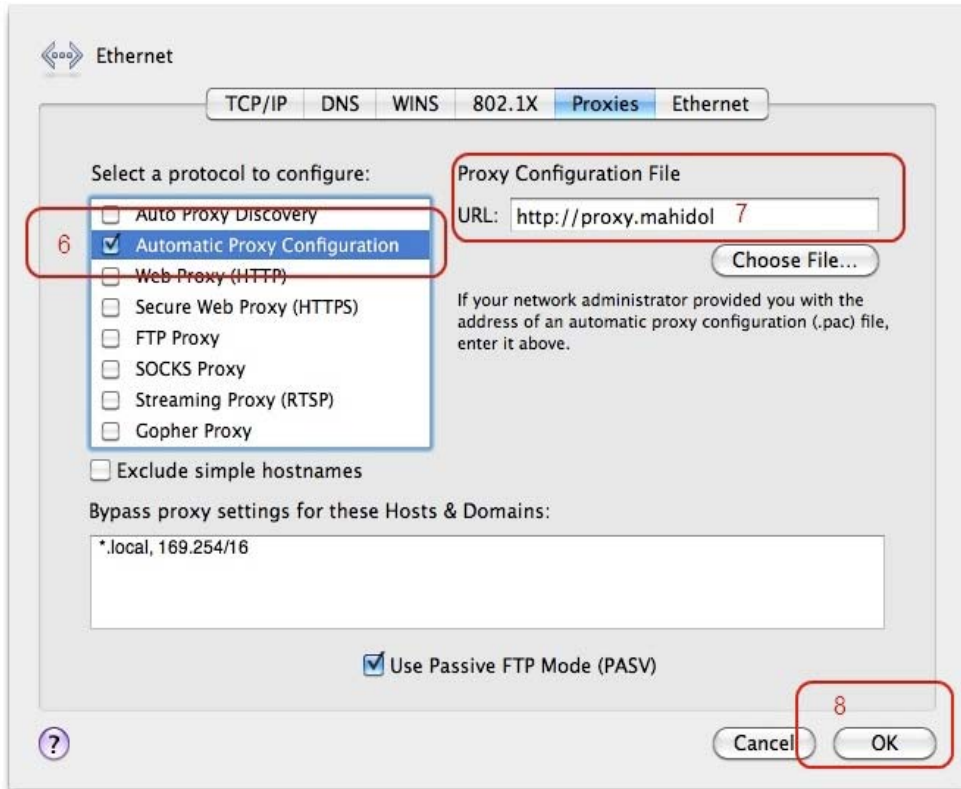 Ethernet
TCP/IP DNS WINS 802.1X Proxies Ethernet
Select a protocol to configure:
Auto Proxy Discovery
6 Automatic Proxy Configuration
Web Proxy (HTTP)
Secure Web Proxy (HTTPS)
FTP Proxy
SOCKS Proxy
Streaming Proxy (RTSP)
Gopher Proxy
Proxy Configuration File
URL: http://proxy.mahidol 7
Choose File...
If your network administrator provided you with the
address of an automatic proxy configuration (.pac) file,
enter it above.
Exclude simple hostnames
Bypass proxy settings for these Hosts & Domains:
*.local, 169.254/16
Use Passive FTP Mode (PASV)
8
? Cancel OK